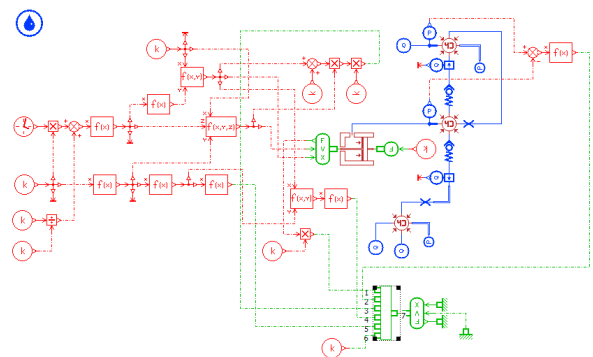 k
f(x,y)
f(x)
k
k
f(x)
f(x,y,z)
k
f(x)
f(x)
f(x)
k
k
k
f(x,y)
f(x)
k
F
V
X
F
k
P
Q
P
Q
P
Q
Q
Q
P
f(x)
1
2
3
4
5
6
7
X
V
F
k